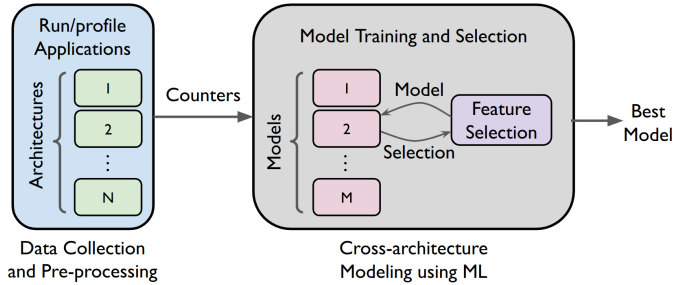 Run/profile
Applications
Architectures
1
2
⋮
N
Counters
Model Training and Selection
Models
1
2
⋮
M
Model
Selection
Feature
Selection
Best
Model
Data Collection
and Pre-processing
Cross-architecture
Modeling using ML